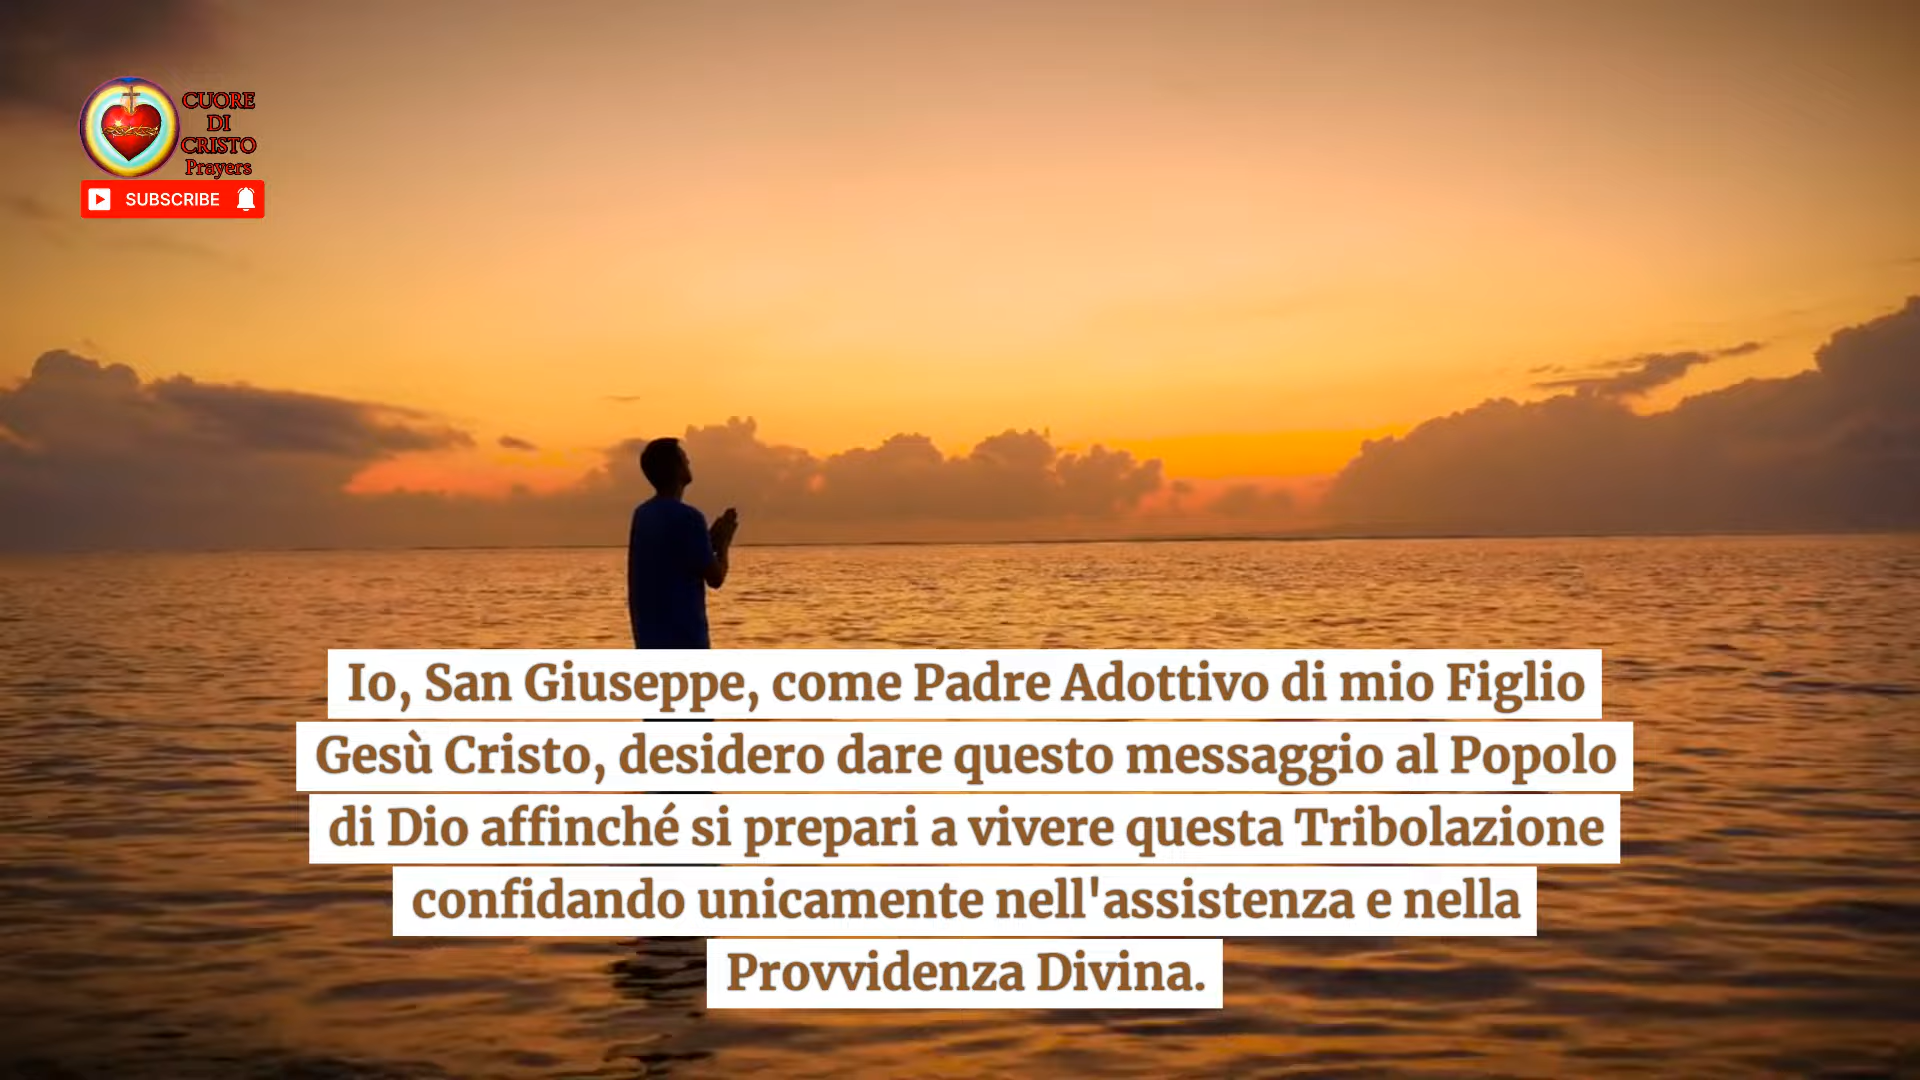 CUORE
DI
CRISTO
Prayers
SUBSCRIBE
Io, San Giuseppe, come Padre Adottivo di mio Figlio
Gesù Cristo, desidero dare questo messaggio al Popolo
di Dio affinché si prepari a vivere questa Tribolazione
confidando unicamente nell'assistenza e nella
Provvidenza Divina.